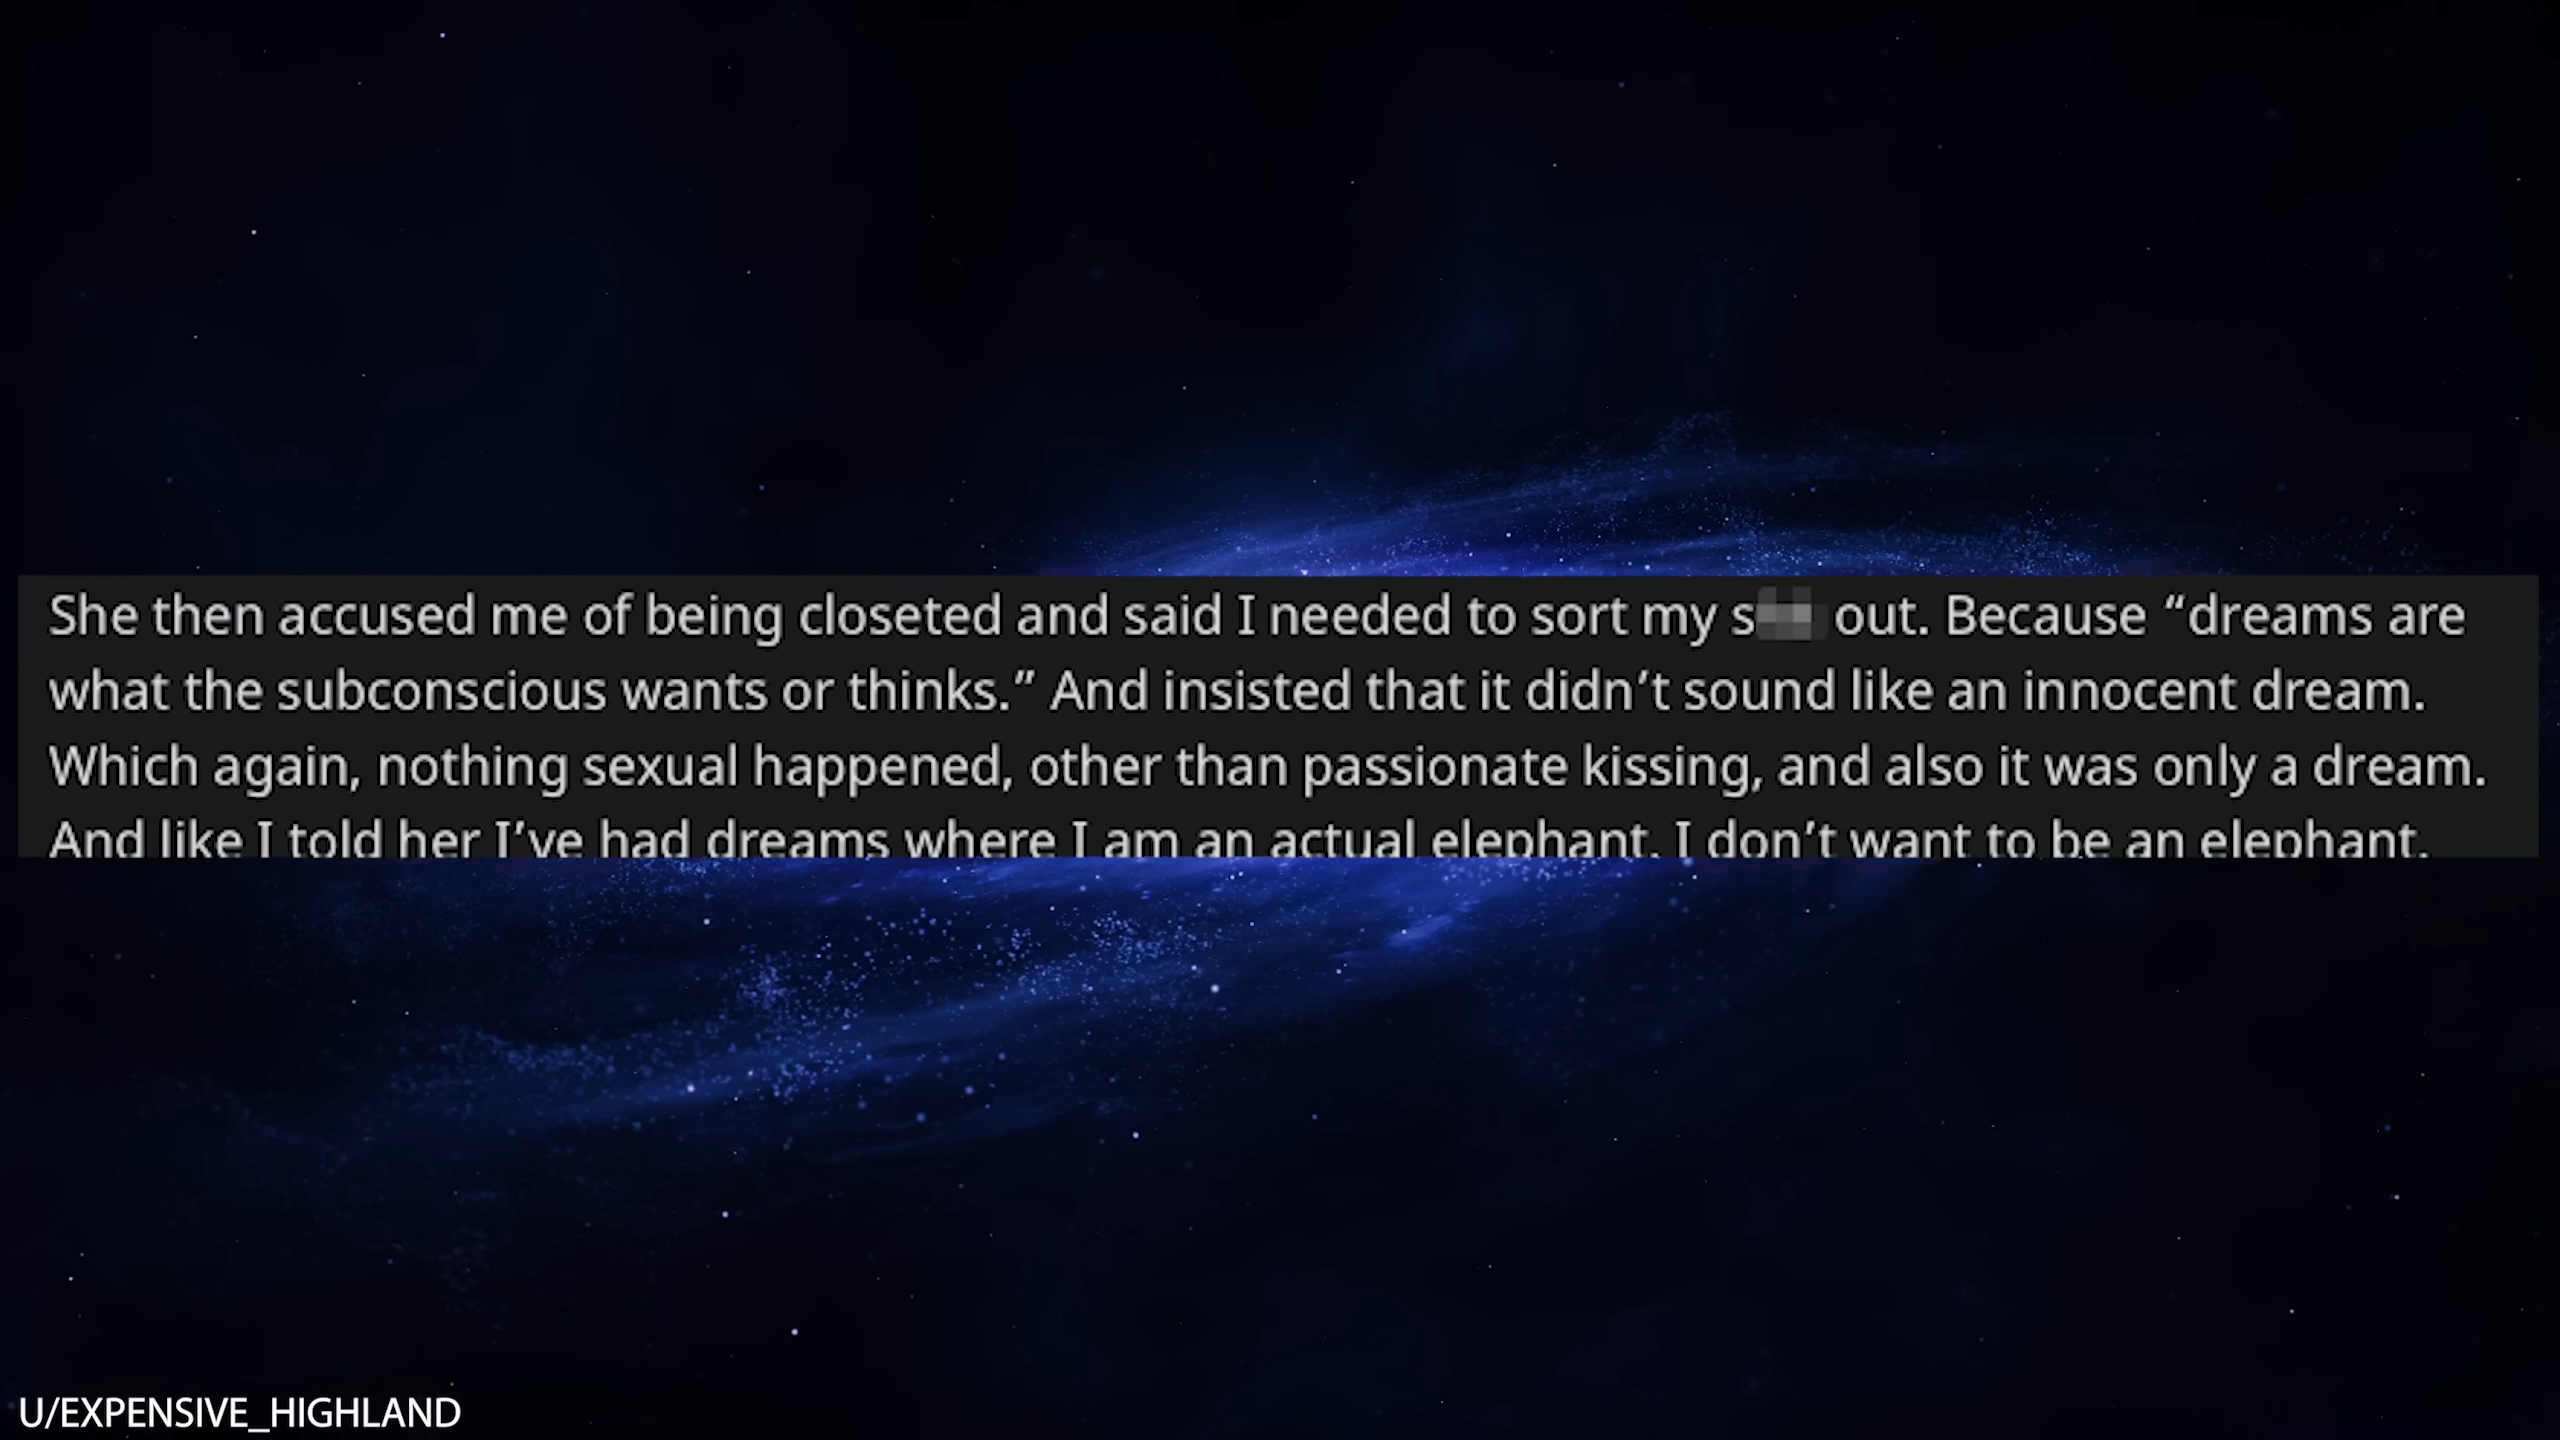 She then accused me of being closeted and said I needed to sort my s out. Because “dreams are
what the subconscious wants or thinks.” And insisted that it didn’t sound like an innocent dream.
Which again, nothing sexual happened, other than passionate kissing, and also it was only a dream.
And like I told her I’ve had dreams where I am an actual elephant. I don’t want to be an elephant.
U/EXPENSIVE_HIGHLAND